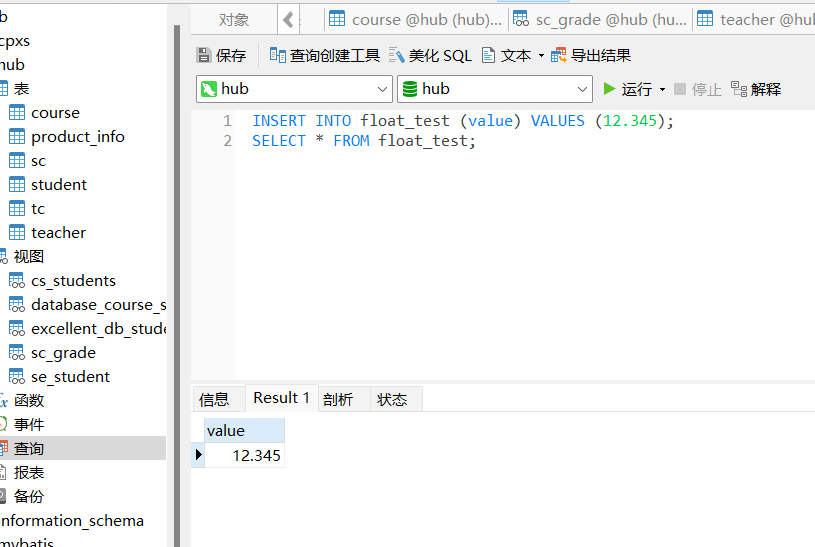 b
cpxs
hub
表
course
product_info
sc
student
tc
teacher
视图
cs_students
database_course_s
excellent_db_stude
sc_grade
se_student
函数
事件
查询
报表
备份
nformation_schema
mybatis
对象 course @hub (hub)... sc_grade @hub (hu... teacher @hub
保存 查询创建工具 美化 SQL 文本 导出结果
hub hub 运行 停止 解释
1 INSERT INTO float_test (value) VALUES (12.345);
2 SELECT * FROM float_test;
信息 Result 1 剖析 状态
value
12.345